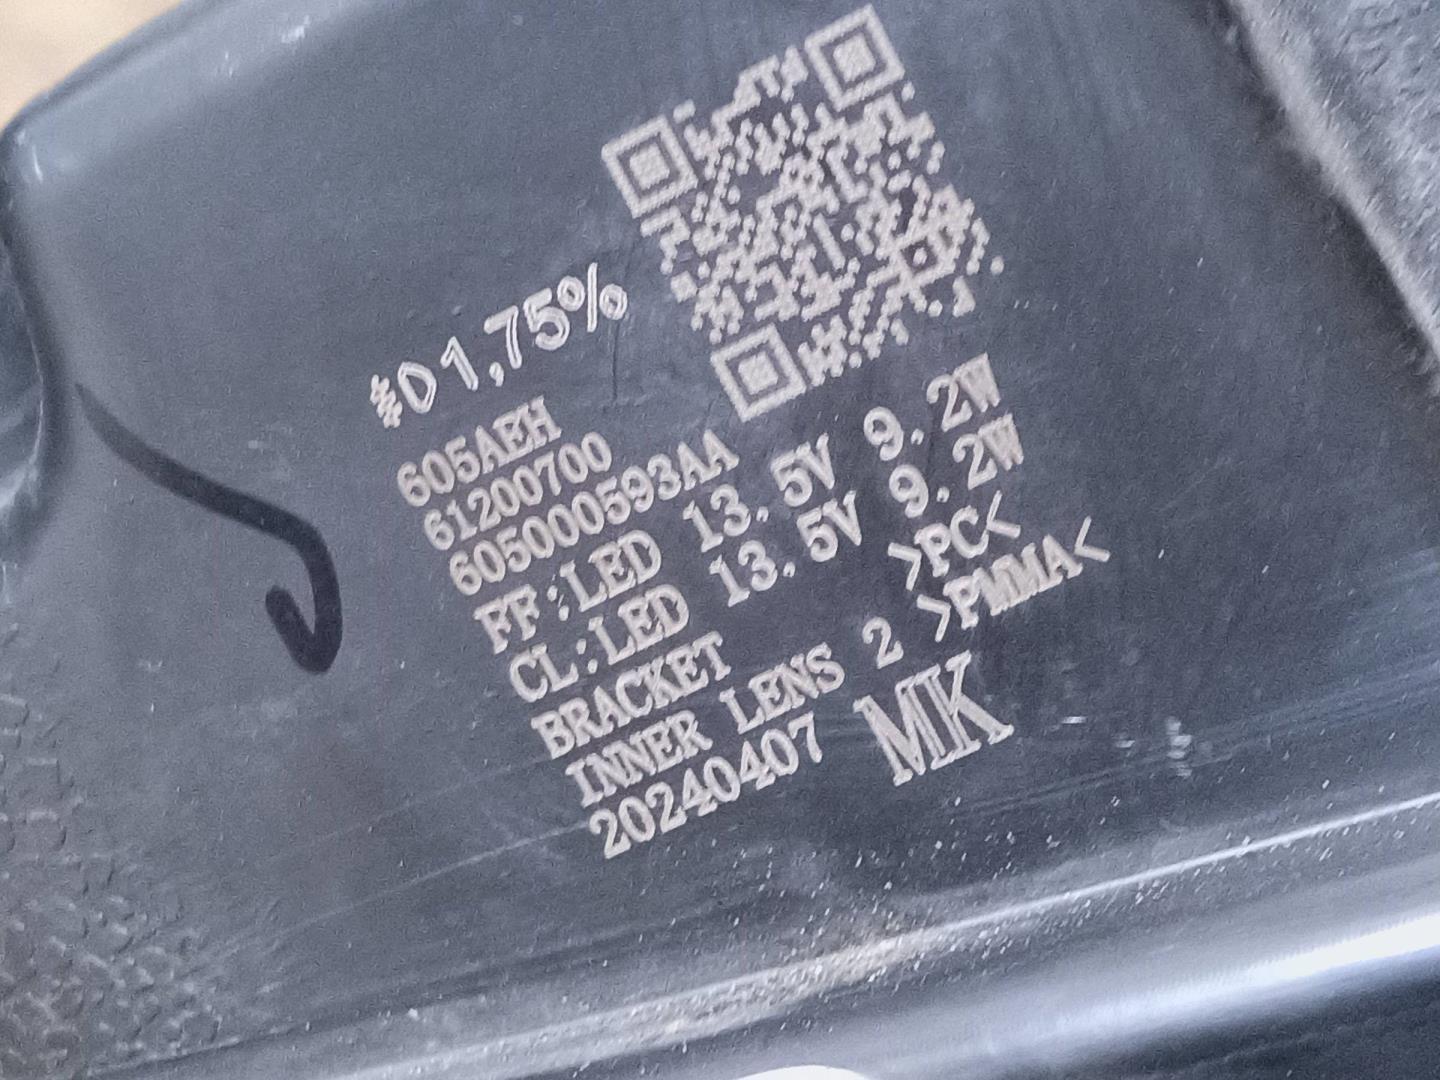 D 1,75%
605AEH
61200700
605000593AA
FF:LED 13.5V 9.2W
CL:LED 13.5V 9.2W
BRACKET >PC<
INNER LENS 2 >PMMA<
20240407 MK